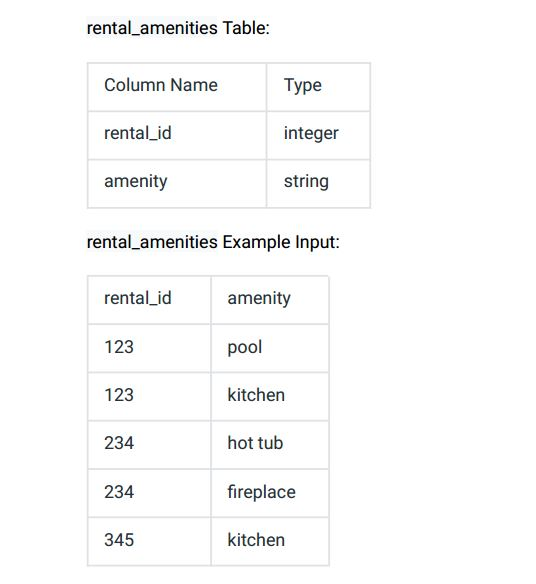 rental_amenities Table:
Column Name Type
rental_id integer
amenity string
rental_amenities Example Input:
rental_id amenity
123 pool
123 kitchen
234 hot tub
234 fireplace
345 kitchen